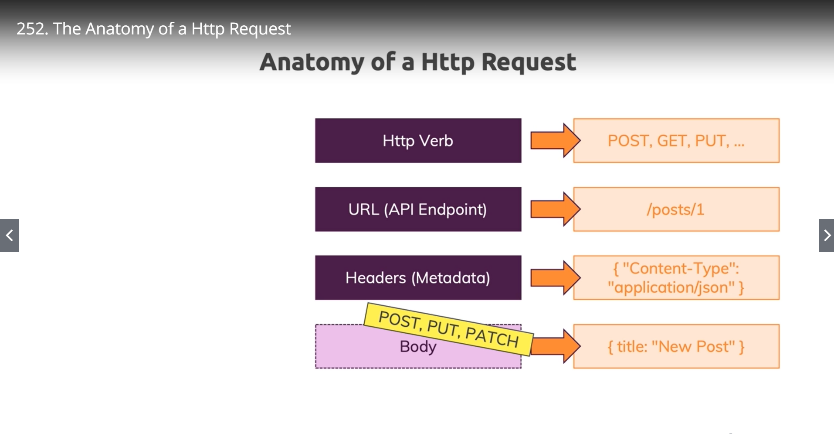 252. The Anatomy of a Http Request
Anatomy of a Http Request
Http Verb
POST, GET, PUT, ...
URL (API Endpoint)
/posts/1
Headers (Metadata)
{ "Content-Type":
"application/json" }
POST, PUT, PATCH
Body
{ title: "New Post" }